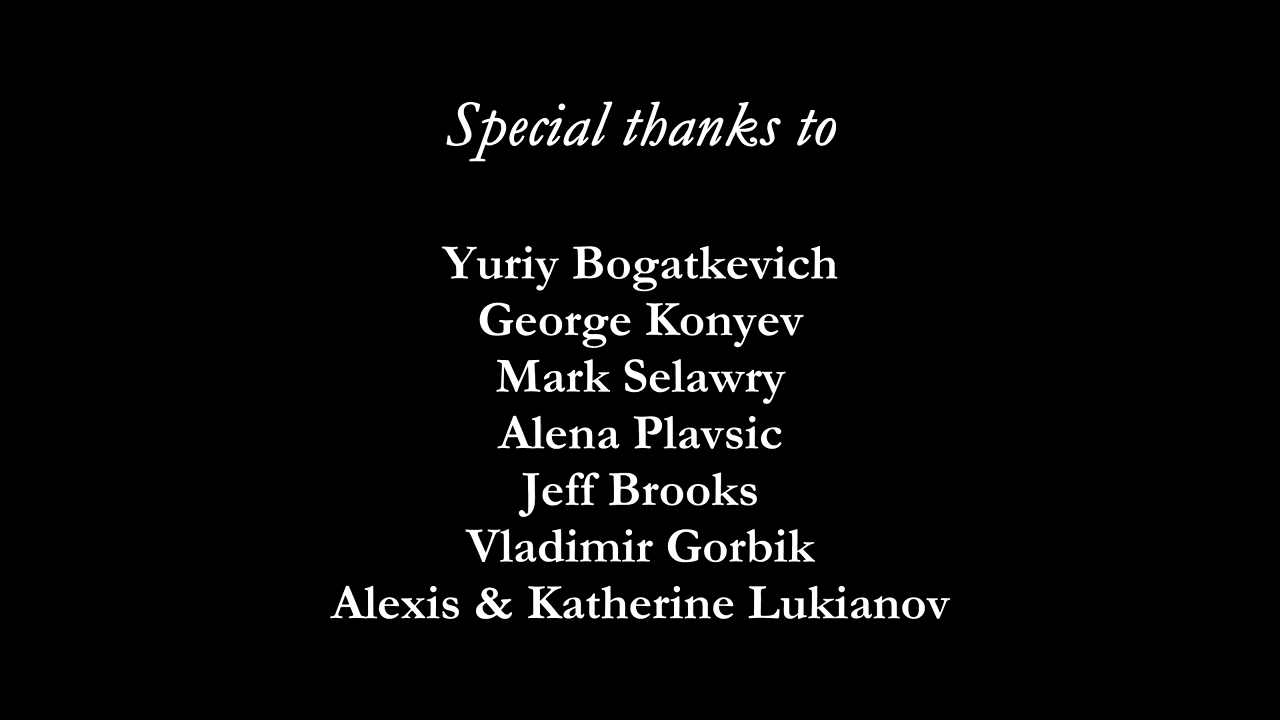 Special thanks to
Yuriy Bogatkevich
George Konyev
Mark Selawry
Alena Plavsic
Jeff Brooks
Vladimir Gorbik
Alexis & Katherine Lukianov